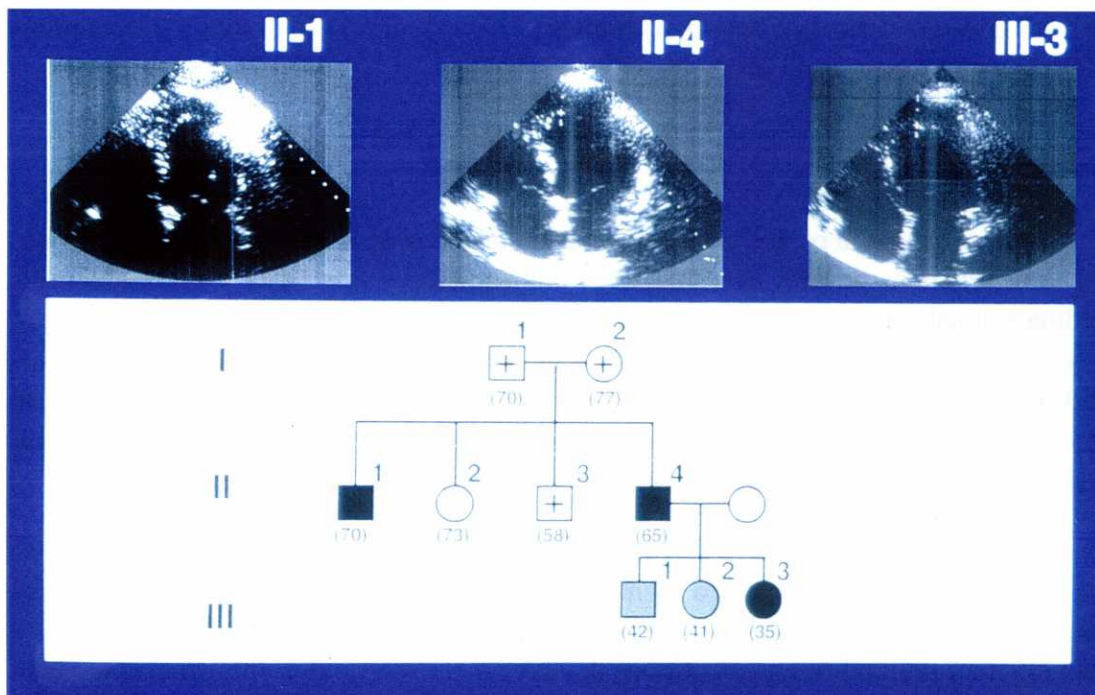 II-1 II-4 III-3
1 2
I
(70) (77)
1 2 3 4
II
(70) (73) (58) (65)
1 2 3
III
(42) (41) (35)